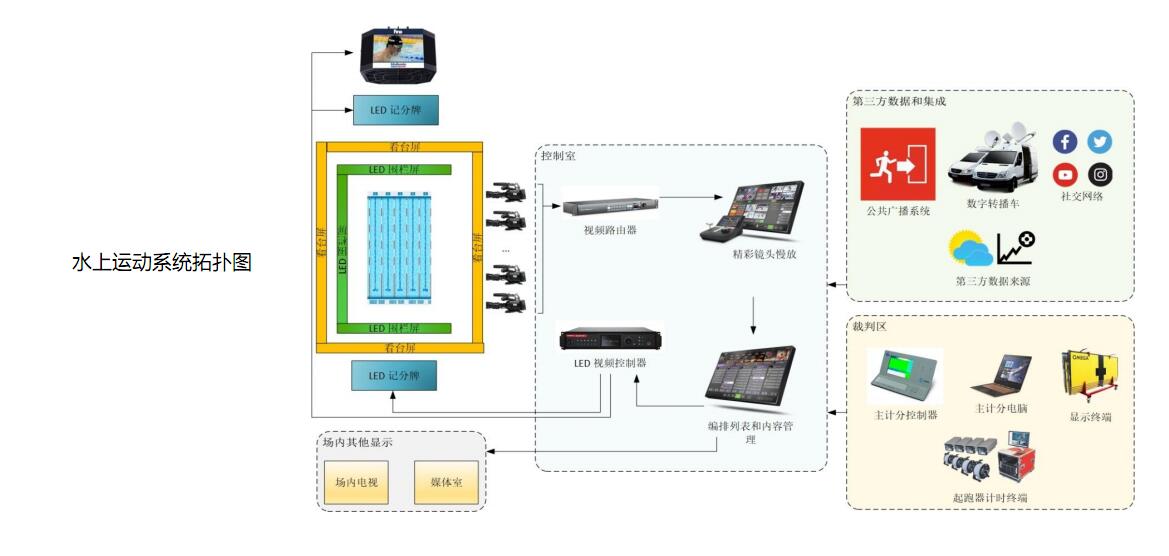 水上运动系统拓扑图
fina
LED 记分牌
看台屏
LED 围栏屏
看台屏
LED 围栏屏
看台屏
LED 围栏屏
看台屏
LED 记分牌
...
控制室
视频路由器
精彩镜头慢放
LED 视频控制器
编排列表和内容管
理
场内其他显示
场内电视
媒体室
第三方数据和集成
公共广播系统
数字转播车
社交网络
第三方数据来源
裁判区
主计分控制器
主计分电脑
OMEGA
显示终端
起跑器计时终端